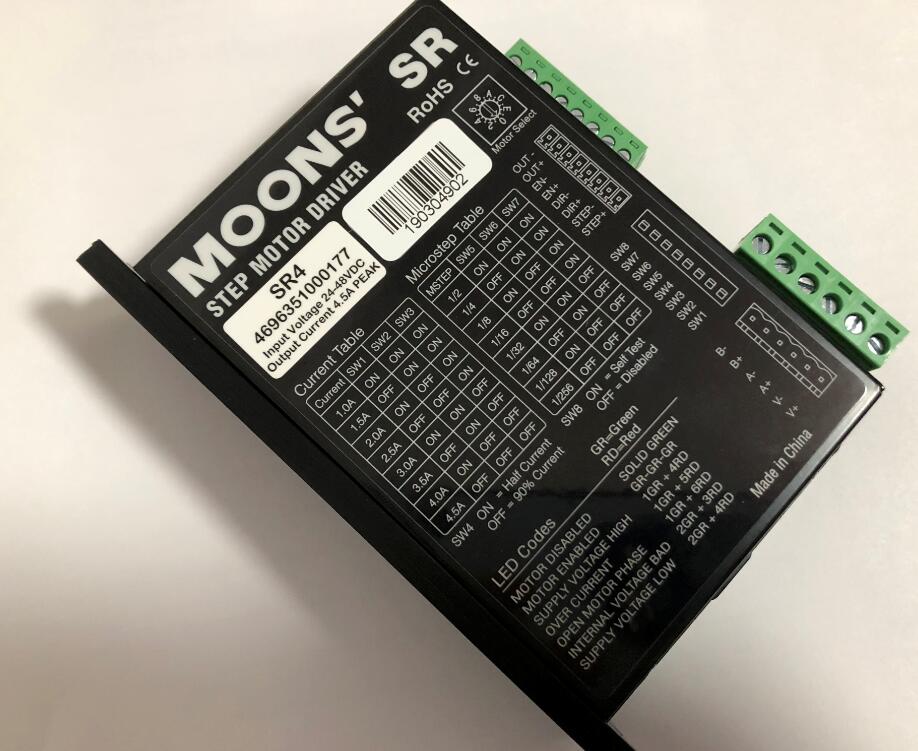 MOONS' SR
STEP MOTOR DRIVER
RoHS CE
SR4
4696351000177
Input Voltage 24-48VDC
Output Current 4.5A PEAK
190304902
Motor Select
Current Table
Current SW1 SW2 SW3
1.0A ON ON ON
1.5A OFF ON ON
2.0A ON OFF ON
2.5A OFF OFF ON
3.0A ON ON OFF
3.5A OFF ON OFF
4.0A ON OFF OFF
4.5A OFF OFF OFF
SW4 ON = Half Current
OFF = 90% Current
Microstep Table
MSTEP SW5 SW6 SW7
1/2 ON ON ON
1/4 OFF ON ON
1/8 ON OFF ON
1/16 OFF OFF ON
1/32 ON ON OFF
1/64 OFF ON OFF
1/128 ON OFF OFF
1/256 OFF OFF OFF
SW8 ON = Self Test
OFF = Disabled
OUT-
OUT+
EN-
EN+
DIR-
DIR+
STEP-
STEP+
SW8
SW7
SW6
SW5
SW4
SW3
SW2
SW1
B-
B+
A-
A+
V-
V+
LED Codes
GR=Green
RD=Red
MOTOR DISABLED SOLID GREEN
MOTOR ENABLED GR-GR-GR
SUPPLY VOLTAGE HIGH 1GR + 4RD
OVER CURRENT 1GR + 5RD
OPEN MOTOR PHASE 1GR + 6RD
INTERNAL VOLTAGE BAD 2GR + 3RD
SUPPLY VOLTAGE LOW 2GR + 4RD
Made in China